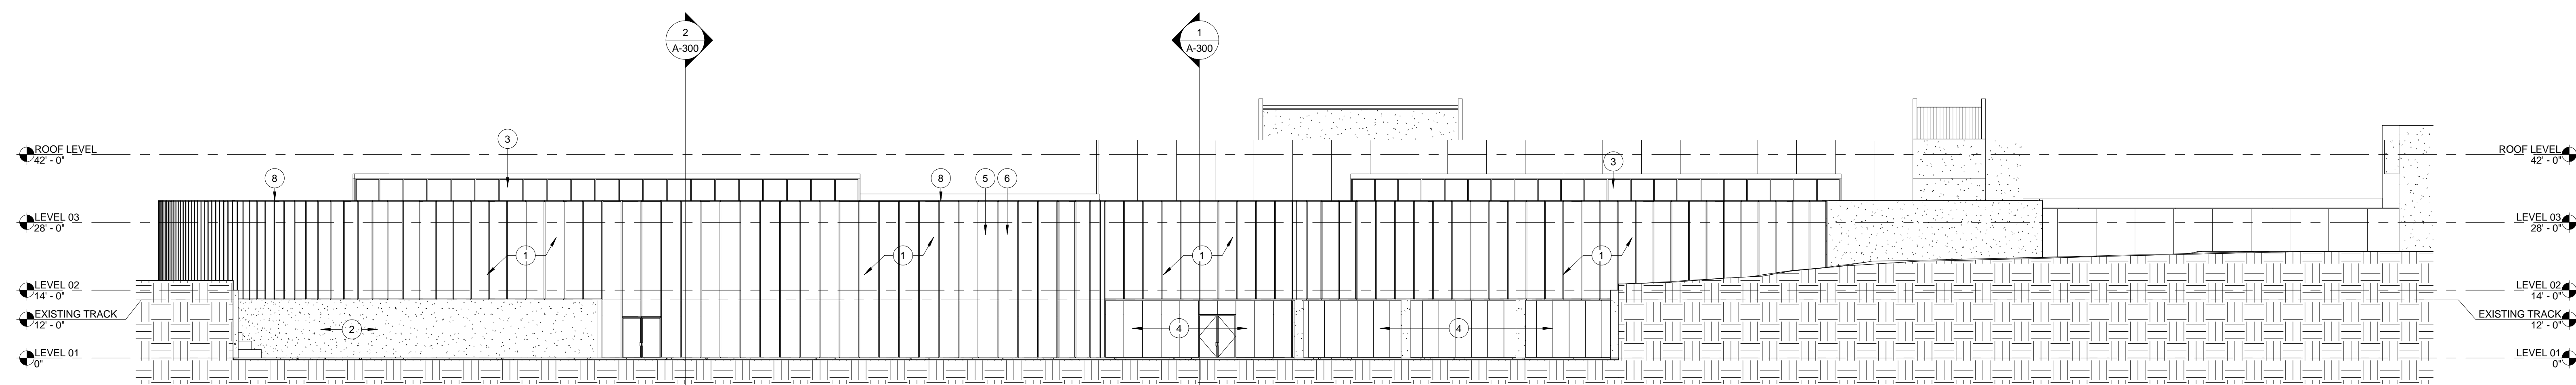 2
A-300
1
A-300
ROOF LEVEL
42' - 0"
3
3
ROOF LEVEL
42' - 0"
8
8
5
6
LEVEL 03
28' - 0"
LEVEL 03
28' - 0"
1
1
1
1
LEVEL 02
14' - 0"
LEVEL 02
14' - 0"
EXISTING TRACK
12' - 0"
EXISTING TRACK
12' - 0"
2
4
4
LEVEL 01
0"
LEVEL 01
0"